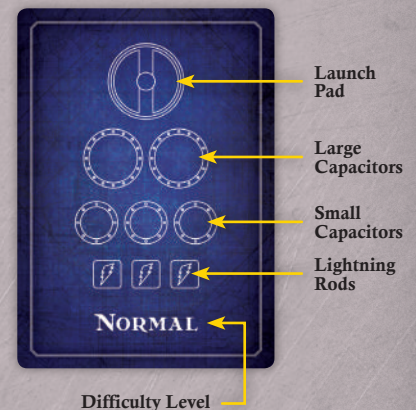 Launch
Pad
Large
Capacitors
Small
Capacitors
Lightning
Rods
NORMAL
Difficulty Level